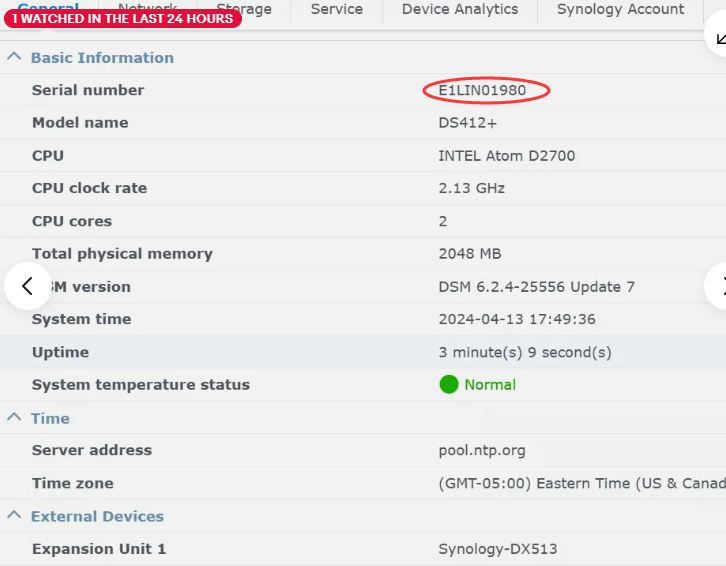 General Network Storage Service Device Analytics Synology Account
1 WATCHED IN THE LAST 24 HOURS
Basic Information
Serial number E1LIN01980
Model name DS412+
CPU INTEL Atom D2700
CPU clock rate 2.13 GHz
CPU cores 2
Total physical memory 2048 MB
SM version DSM 6.2.4-25556 Update 7
System time 2024-04-13 17:49:36
Uptime 3 minute(s) 9 second(s)
System temperature status Normal
Time
Server address pool.ntp.org
Time zone (GMT-05:00) Eastern Time (US & Canad
External Devices
Expansion Unit 1 Synology-DX513